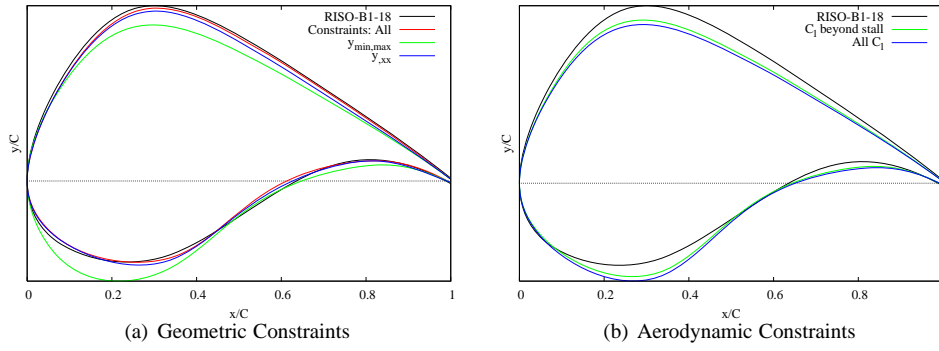 RISO-B1-18
Constraints: All
y_min,max
y_,xx
y/C
0 0.2 0.4 0.6 0.8 1
x/C
(a) Geometric Constraints
RISO-B1-18
C_l beyond stall
All C_l
y/C
0 0.2 0.4 0.6 0.8
x/C
(b) Aerodynamic Constraints